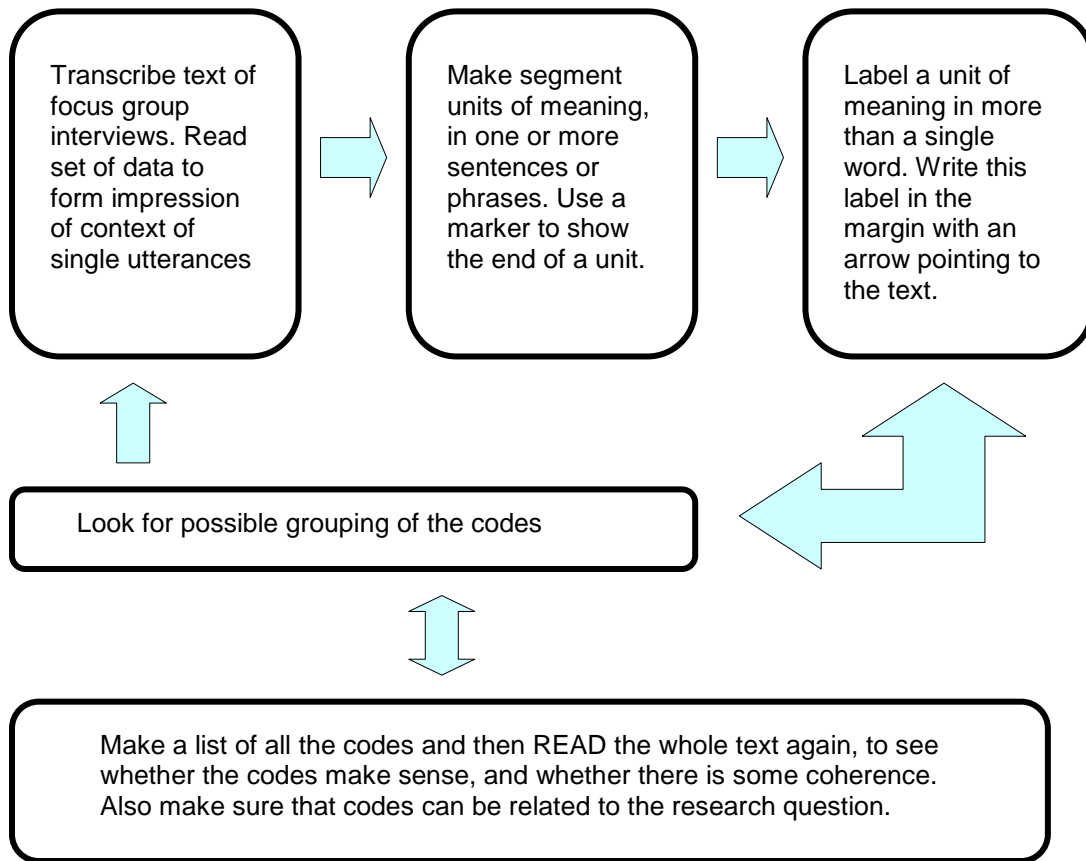 Transcribe text of
focus group
interviews. Read
set of data to
form impression
of context of
single utterances
Make segment
units of meaning,
in one or more
sentences or
phrases. Use a
marker to show
the end of a unit.
Label a unit of
meaning in more
than a single
word. Write this
label in the
margin with an
arrow pointing to
the text.
Look for possible grouping of the codes
Make a list of all the codes and then READ the whole text again, to see
whether the codes make sense, and whether there is some coherence.
Also make sure that codes can be related to the research question.